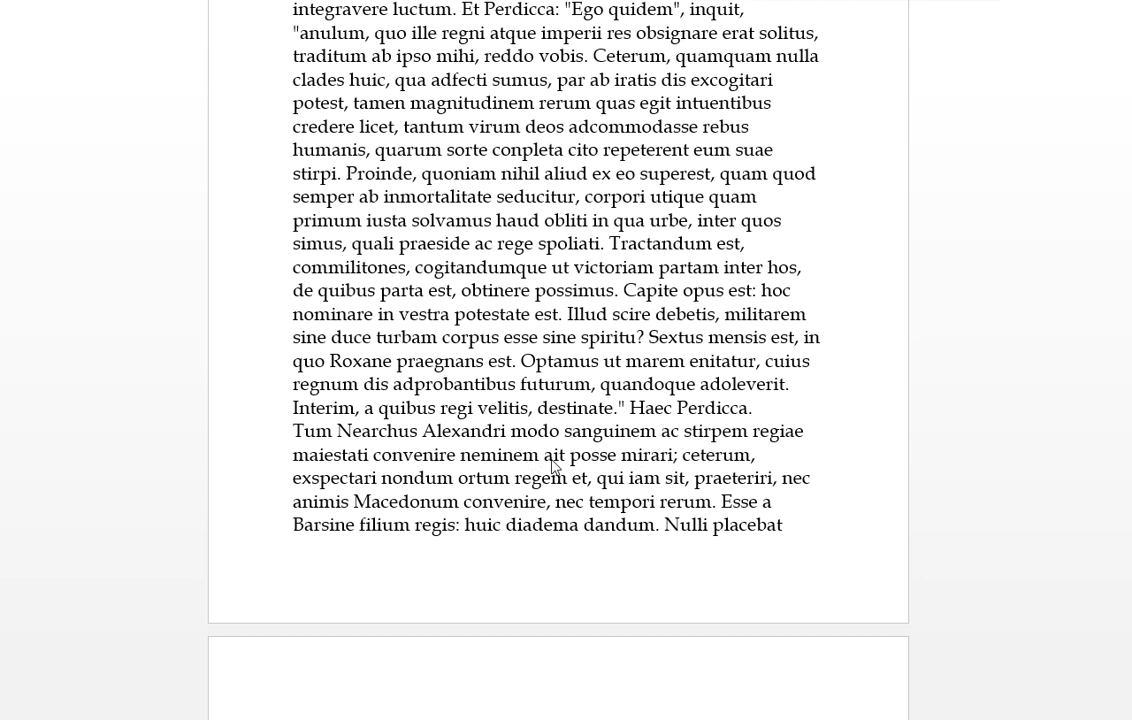 integravere luctum. Et Perdicca: "Ego quidem", inquit,
"anulum, quo ille regni atque imperii res obsignare erat solitus,
traditum ab ipso mihi, reddo vobis. Ceterum, quamquam nulla
clades huic, qua adfecti sumus, par ab iratis dis excogitari
potest, tamen magnitudinem rerum quas egit intuentibus
credere licet, tantum virum deos adcommodasse rebus
humanis, quarum sorte conpleta cito repeterent eum suae
stirpi. Proinde, quoniam nihil aliud ex eo superest, quam quod
semper ab inmortalitate seducitur, corpori utique quam
primum iusta solvamus haud obliti in qua urbe, inter quos
simus, quali praeside ac rege spoliati. Tractandum est,
commilitones, cogitandumque ut victoriam partam inter hos,
de quibus parta est, obtinere possimus. Capite opus est: hoc
nominare in vestra potestate est. Illud scire debetis, militarem
sine duce turbam corpus esse sine spiritu? Sextus mensis est, in
quo Roxane praegnans est. Optamus ut marem enitatur, cuius
regnum dis adprobantibus futurum, quandoque adoleverit.
Interim, a quibus regi velitis, destinate." Haec Perdicca.
Tum Nearchus Alexandri modo sanguinem ac stirpem regiae
maiestati convenire neminem ait posse mirari; ceterum,
exspectari nondum ortum regem et, qui iam sit, praeteriri, nec
animis Macedonum convenire, nec tempori rerum. Esse a
Barsine filium regis: huic diadema dandum. Nulli placebat